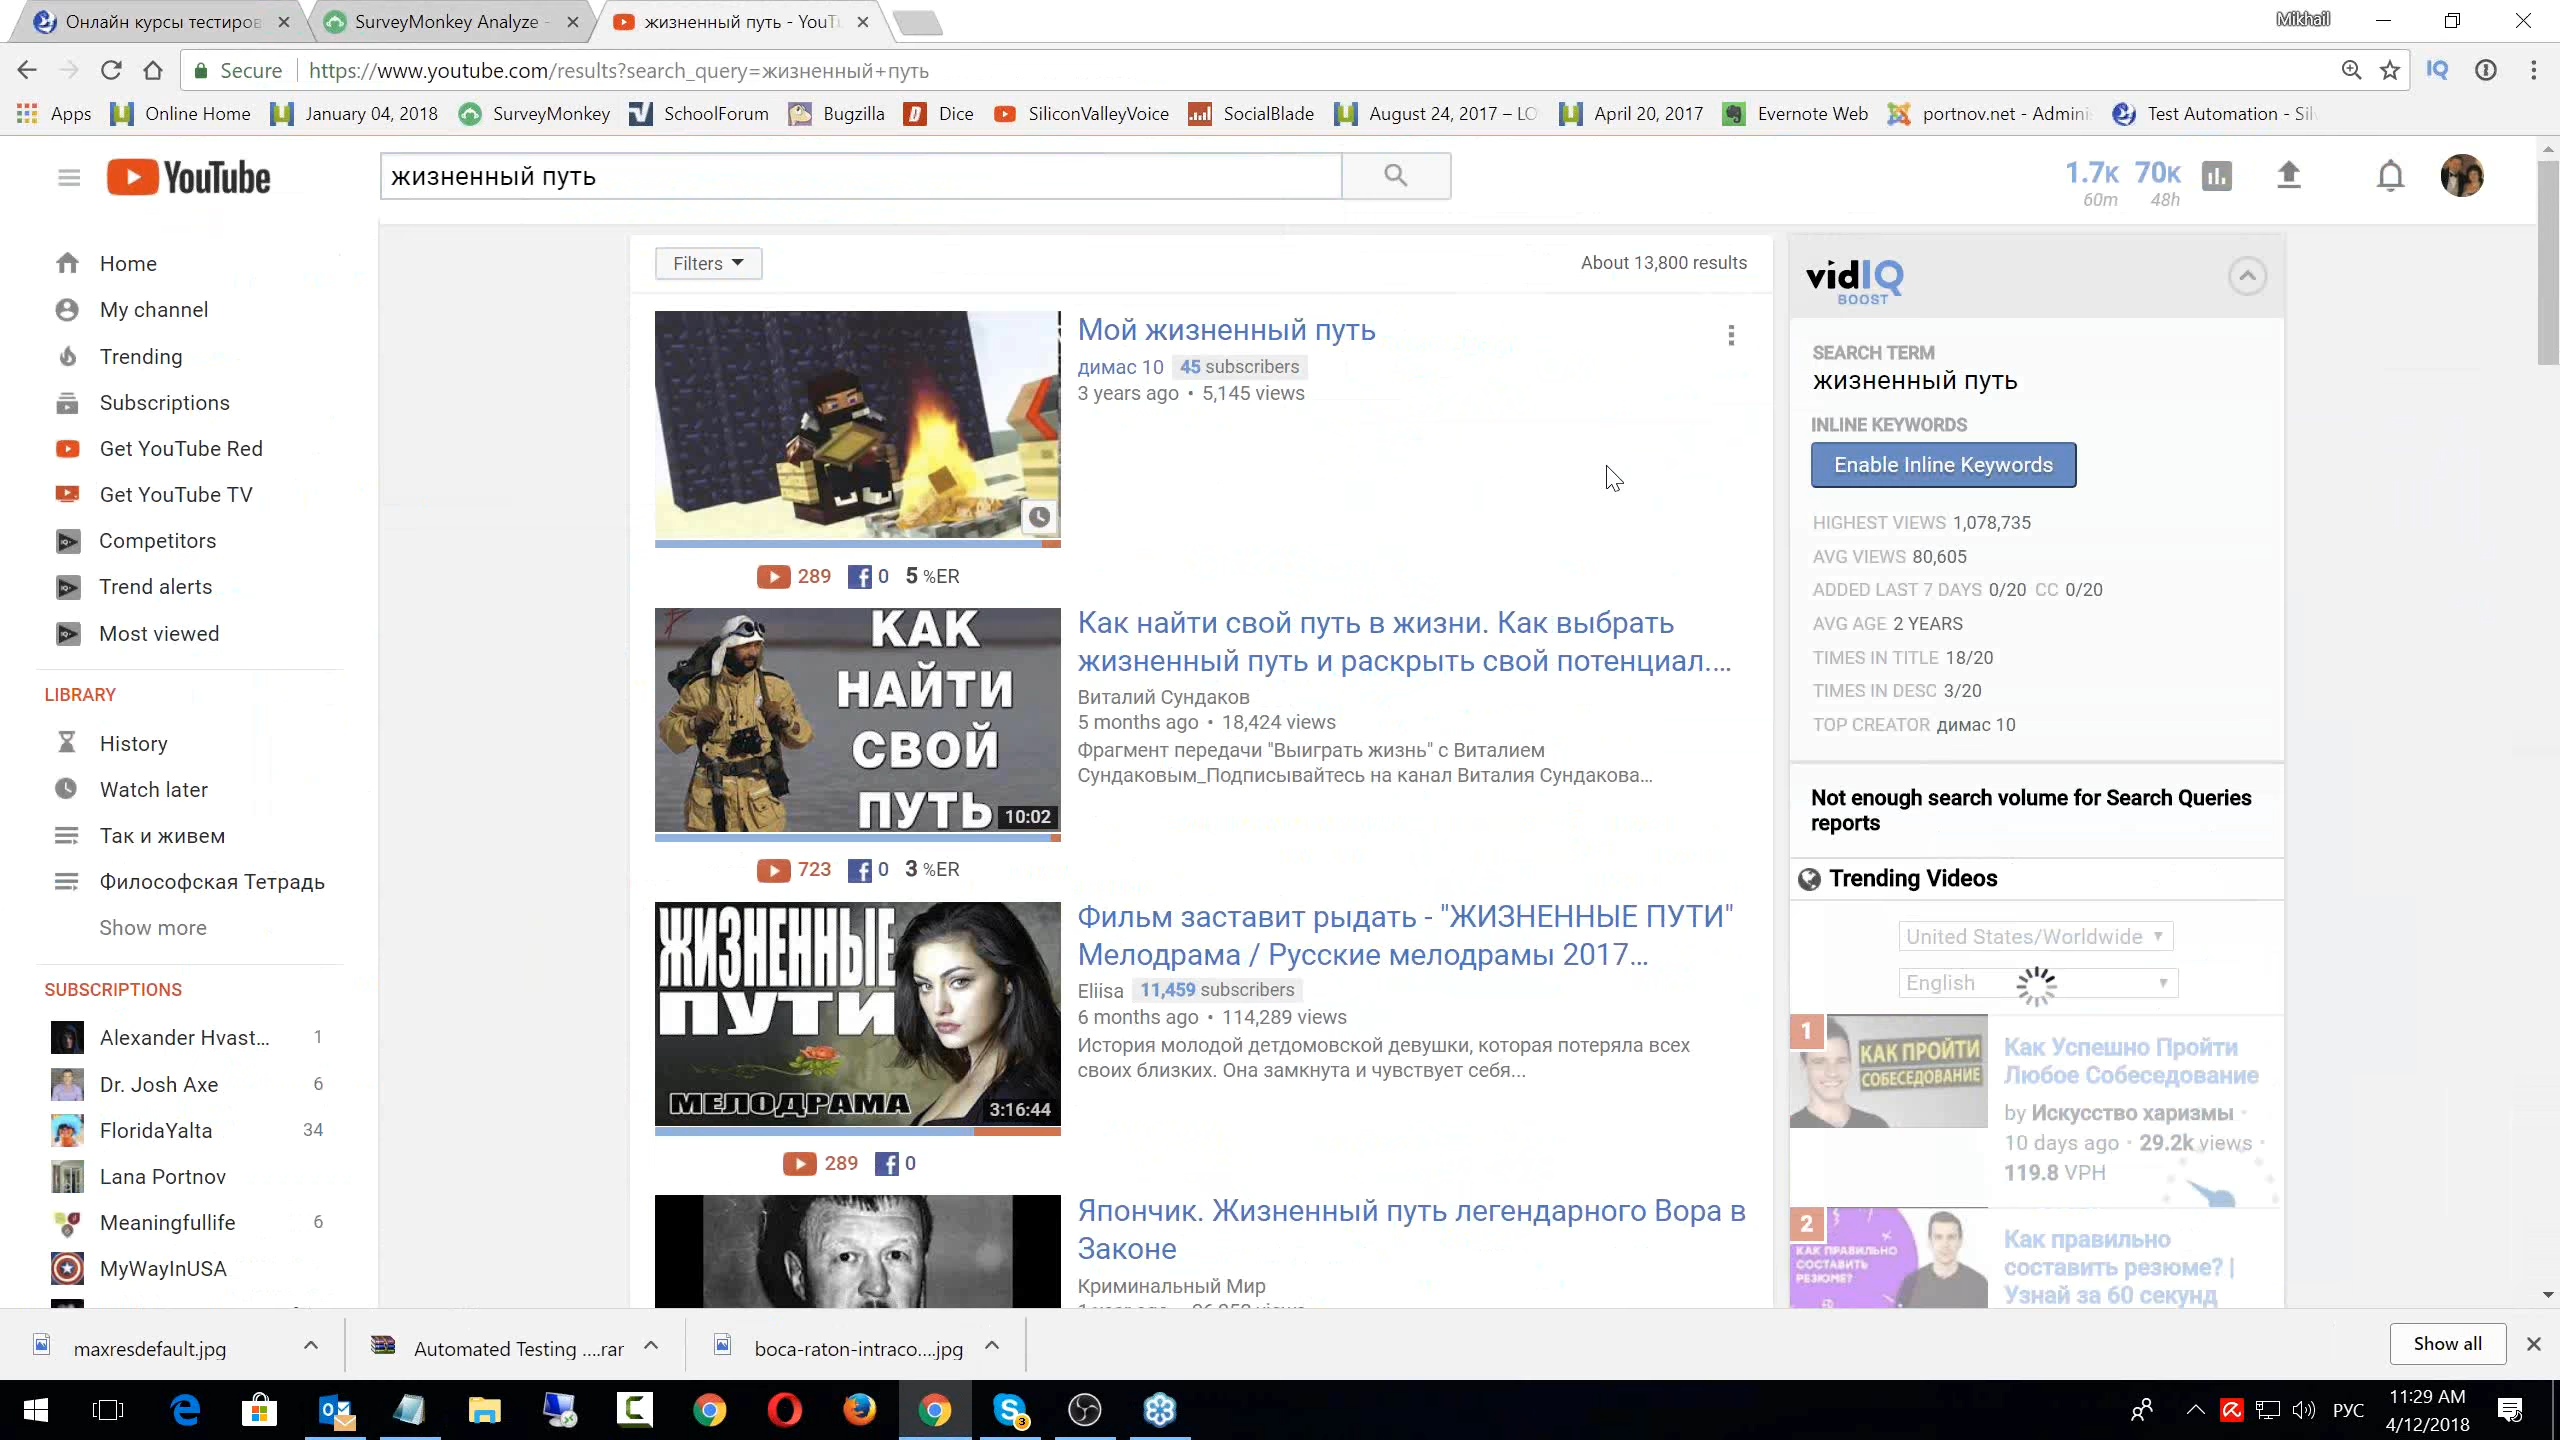 Онлайн курсы тестиров
SurveyMonkey Analyze -
жизненный путь - YouTu
Mikhail
Secure
https://www.youtube.com/results?search_query=жизненный+путь
IQ
Apps
Online Home
January 04, 2018
SurveyMonkey
SchoolForum
Bugzilla
Dice
SiliconValleyVoice
SocialBlade
August 24, 2017 – LO
April 20, 2017
Evernote Web
portnov.net - Admini
Test Automation - Sili
YouTube
жизненный путь
1.7K 70K
60m 48h
Home
My channel
Trending
Subscriptions
Get YouTube Red
Get YouTube TV
Competitors
Trend alerts
Most viewed
LIBRARY
History
Watch later
Так и живем
Философская Тетрадь
Show more
SUBSCRIPTIONS
Alexander Hvast... 1
Dr. Josh Axe 6
FloridaYalta 34
Lana Portnov
Meaningfullife 6
MyWayInUSA
Filters
About 13,800 results
Мой жизненный путь
димас 10 45 subscribers
3 years ago • 5,145 views
289 0 5 %ER
КАК
НАЙТИ
СВОЙ
ПУТЬ
10:02
Как найти свой путь в жизни. Как выбрать
жизненный путь и раскрыть свой потенциал....
Виталий Сундаков
5 months ago • 18,424 views
Фрагмент передачи "Выиграть жизнь" с Виталием
Сундаковым_Подписывайтесь на канал Виталия Сундакова...
723 0 3 %ER
ЖИЗНЕННЫЕ
ПУТИ
МЕЛОДРАМА
3:16:44
Фильм заставит рыдать - "ЖИЗНЕННЫЕ ПУТИ"
Мелодрама / Русские мелодрамы 2017...
Eliisa 11,459 subscribers
6 months ago • 114,289 views
История молодой детдомовской девушки, которая потеряла всех
своих близких. Она замкнута и чувствует себя...
289 0
Япончик. Жизненный путь легендарного Вора в
Законе
Криминальный Мир
vidIQ
BOOST
SEARCH TERM
жизненный путь
INLINE KEYWORDS
Enable Inline Keywords
HIGHEST VIEWS 1,078,735
AVG VIEWS 80,605
ADDED LAST 7 DAYS 0/20 CC 0/20
AVG AGE 2 YEARS
TIMES IN TITLE 18/20
TIMES IN DESC 3/20
TOP CREATOR димас 10
Not enough search volume for Search Queries
reports
Trending Videos
United States/Worldwide
English
1
КАК ПРОЙТИ
СОБЕСЕДОВАНИЕ
Как Успешно Пройти
Любое Собеседование
by Искусство харизмы •
10 days ago • 29.2k views •
119.8 VPH
2
КАК ПРАВИЛЬНО
СОСТАВИТЬ
РЕЗЮМЕ?
Как правильно
составить резюме? |
Узнай за 60 секунд
maxresdefault.jpg
Automated Testing ....rar
boca-raton-intraco....jpg
Show all
3
РУС
11:29 AM
4/12/2018